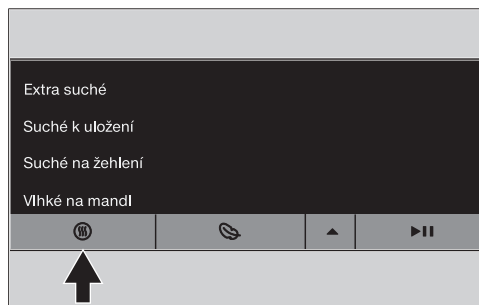 Extra suché
Suché k uložení
Suché na žehlení
Vlhké na mandl